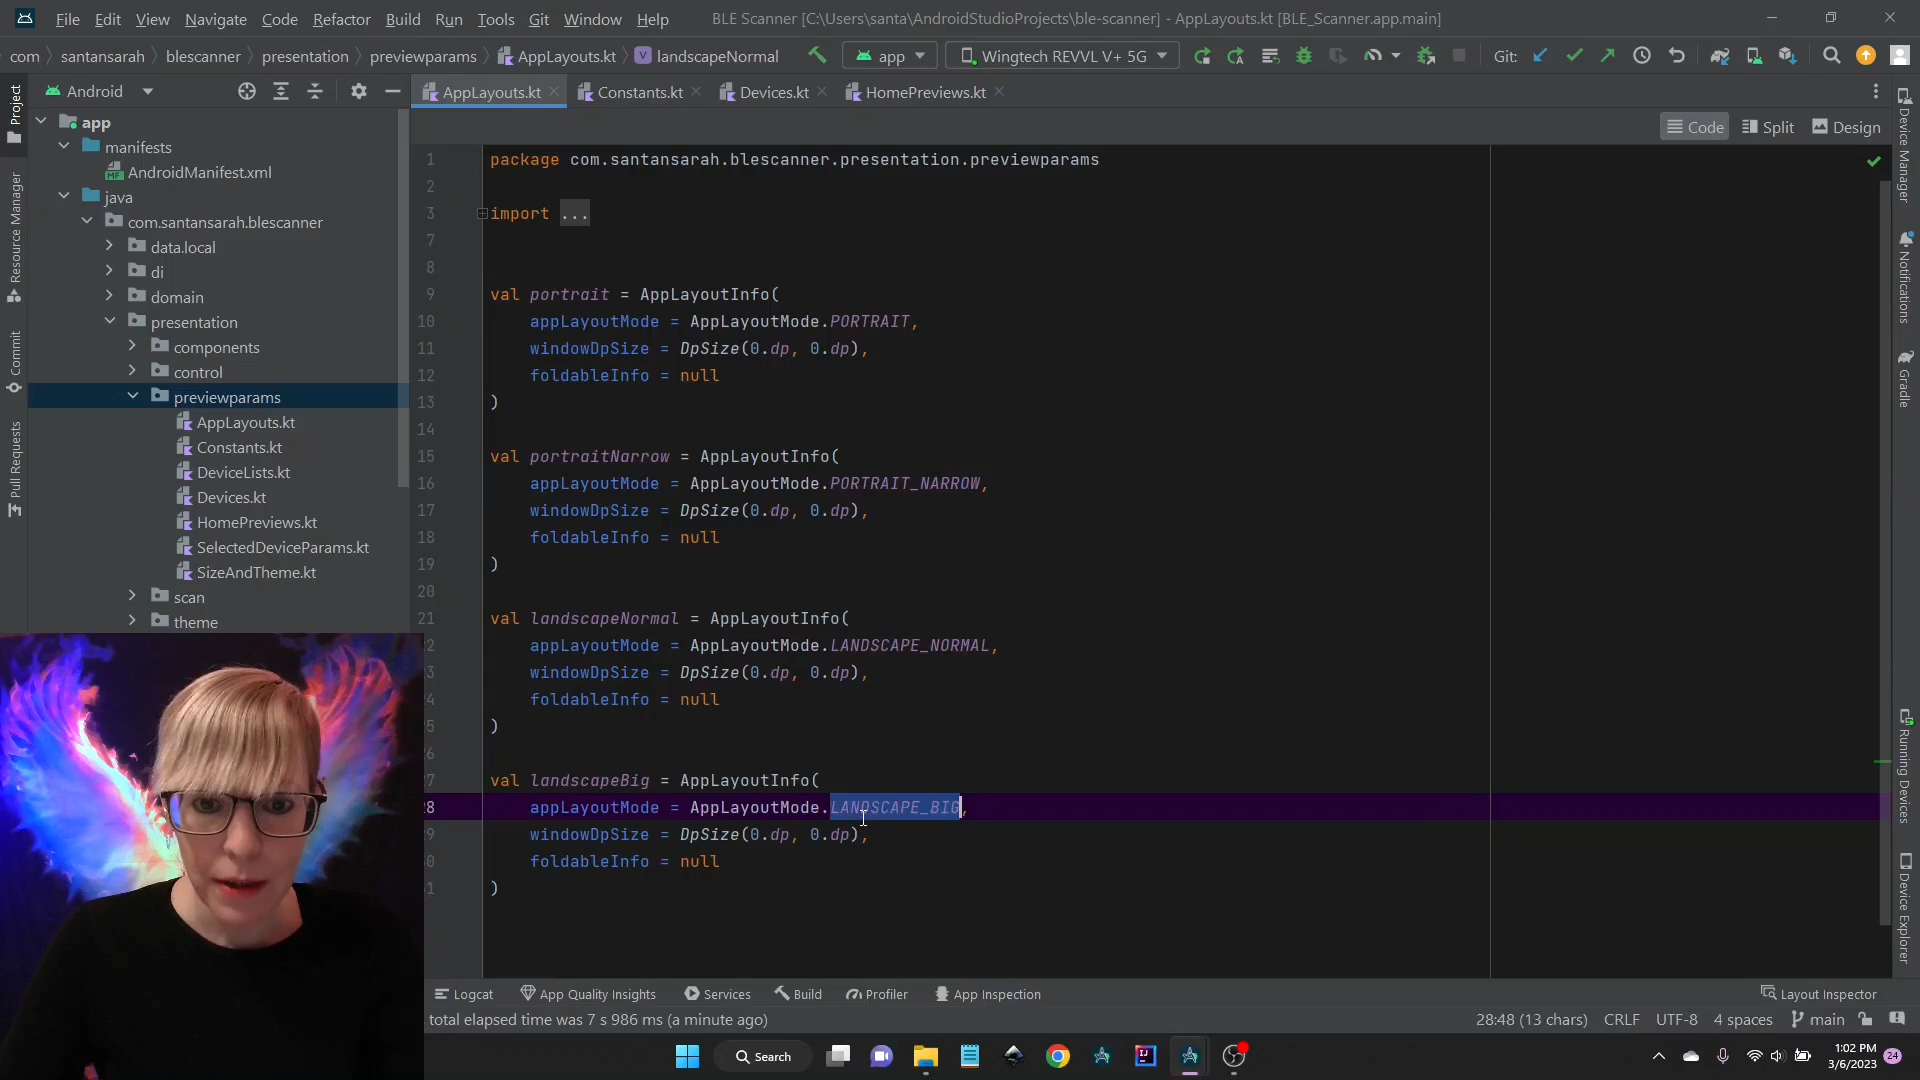 File Edit View Navigate Code Refactor Build Run Tools Git Window Help BLE Scanner [C:\Users\santa\AndroidStudioProjects\ble-scanner] - AppLayouts.kt [BLE_Scanner.app.main]
com santansarah blescanner presentation previewparams AppLayouts.kt landscapeNormal app Wingtech REVVL V+ 5G Git:
Android AppLayouts.kt Constants.kt Devices.kt HomePreviews.kt
Code Split Design
Project
Resource Manager
Commit
Pull Requests
app
manifests
AndroidManifest.xml
java
com.santansarah.blescanner
data.local
di
domain
presentation
components
control
previewparams
AppLayouts.kt
Constants.kt
DeviceLists.kt
Devices.kt
HomePreviews.kt
SelectedDeviceParams.kt
SizeAndTheme.kt
scan
theme
1 package com.santansarah.blescanner.presentation.previewparams
2
3 import ...
7
8
9 val portrait = AppLayoutInfo(
10 appLayoutMode = AppLayoutMode.PORTRAIT,
11 windowDpSize = DpSize(0.dp, 0.dp),
12 foldableInfo = null
13 )
14
15 val portraitNarrow = AppLayoutInfo(
16 appLayoutMode = AppLayoutMode.PORTRAIT_NARROW,
17 windowDpSize = DpSize(0.dp, 0.dp),
18 foldableInfo = null
19 )
20
21 val landscapeNormal = AppLayoutInfo(
22 appLayoutMode = AppLayoutMode.LANDSCAPE_NORMAL,
23 windowDpSize = DpSize(0.dp, 0.dp),
24 foldableInfo = null
25 )
26
27 val landscapeBig = AppLayoutInfo(
28 appLayoutMode = AppLayoutMode.LANDSCAPE_BIG,
29 windowDpSize = DpSize(0.dp, 0.dp),
30 foldableInfo = null
31 )
Device Manager
Notifications
Gradle
Running Devices
Device Explorer
Logcat App Quality Insights Services Build Profiler App Inspection Layout Inspector
total elapsed time was 7 s 986 ms (a minute ago) 28:48 (13 chars) CRLF UTF-8 4 spaces main
Search
1:02 PM
3/6/2023
24